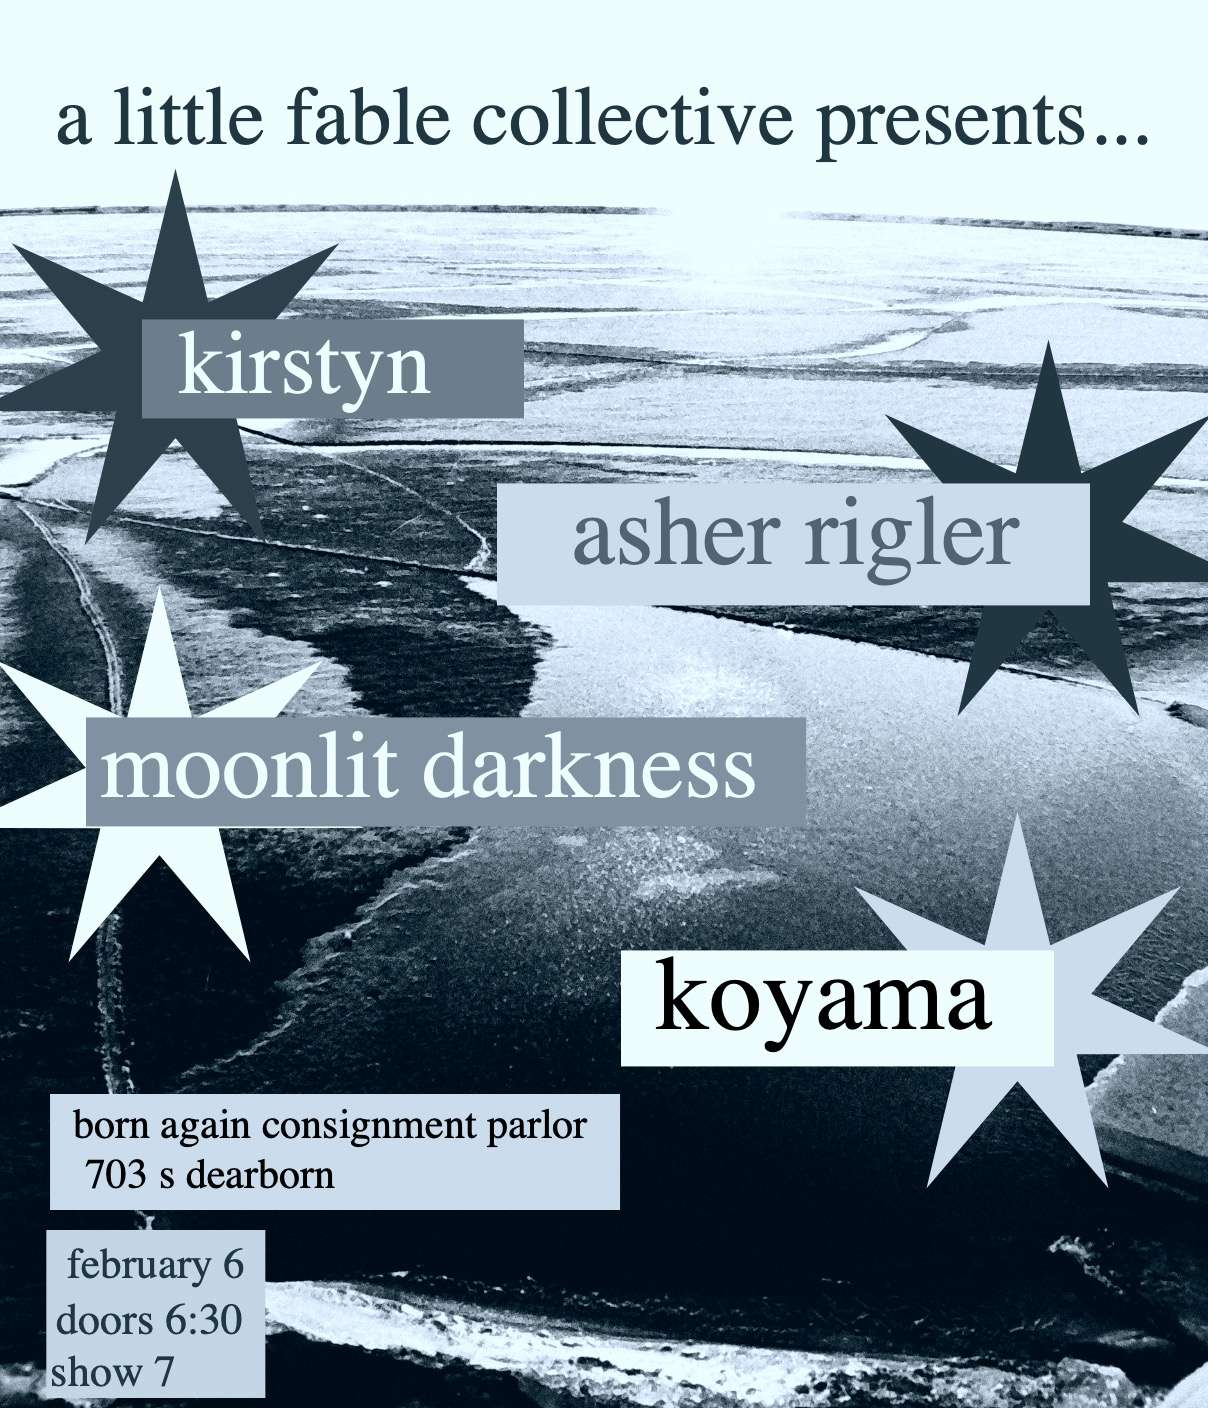 a little fable collective presents...
kirstyn
asher rigler
moonlit darkness
koyama
born again consignment parlor
703 s dearborn
february 6
doors 6:30
show 7